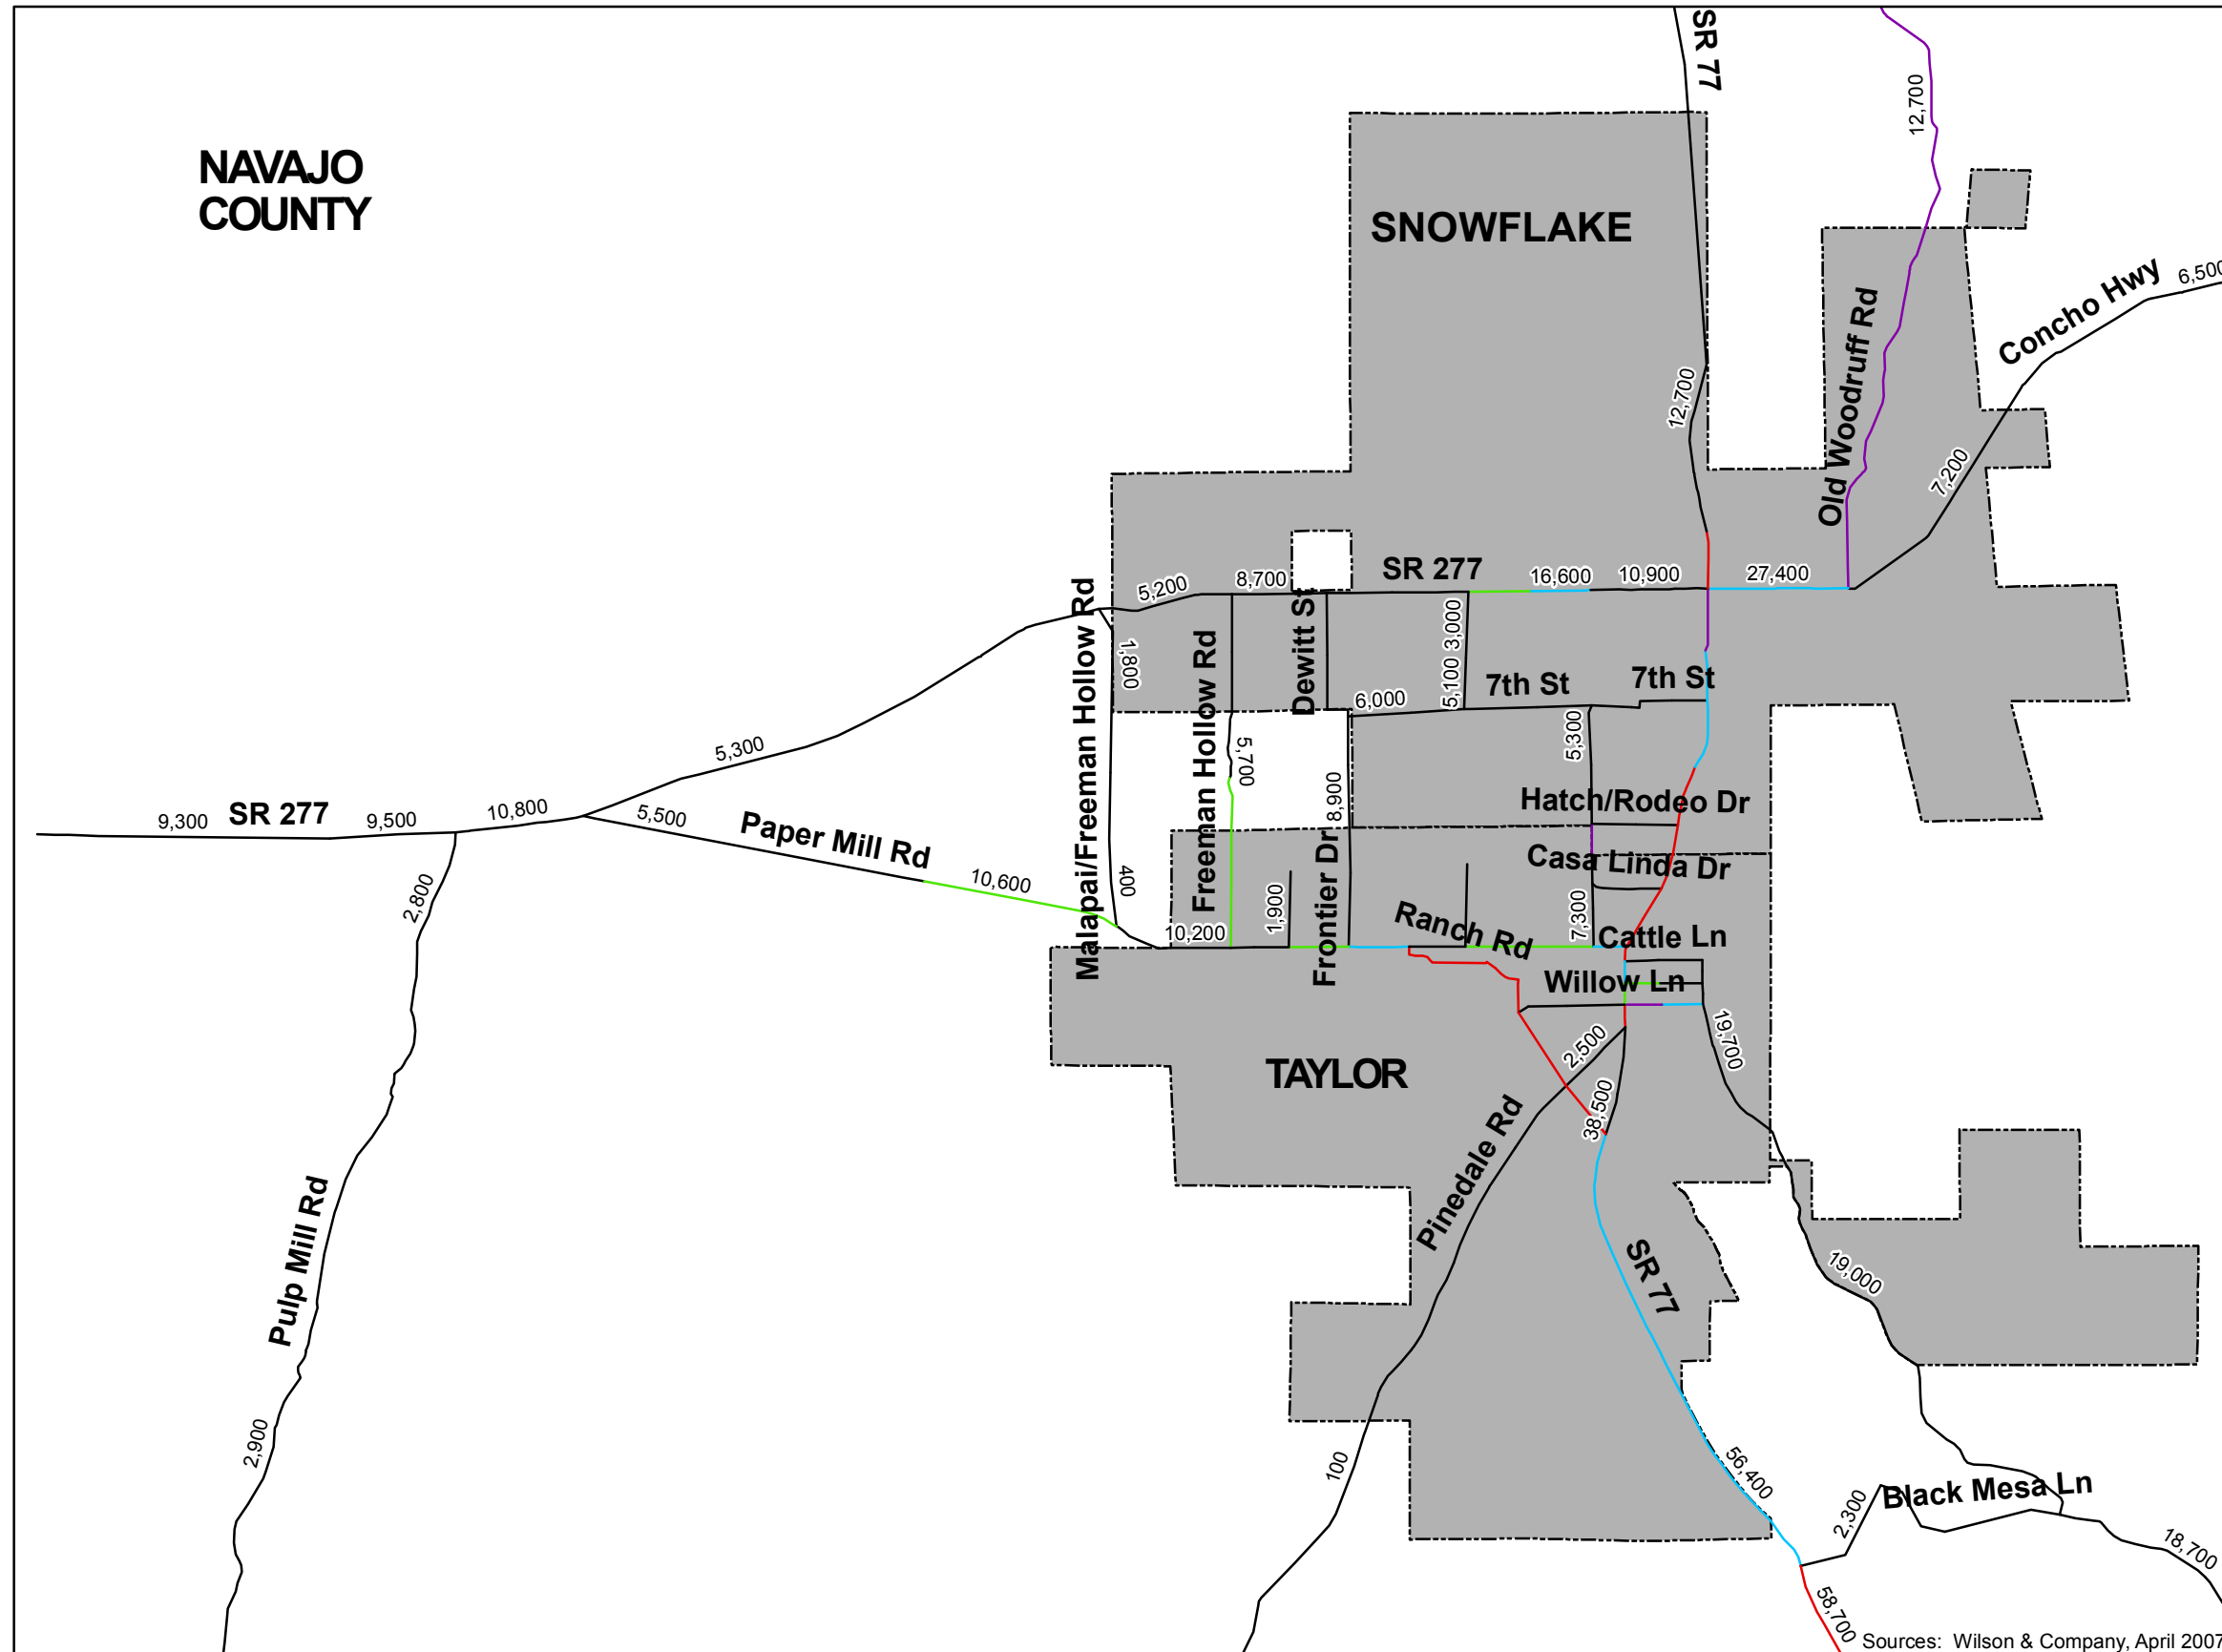 SR 77
12,700
NAVAJO
COUNTY
SNOWFLAKE
Concho Hwy
6,500
Old Woodruff Rd
12,700
7,200
SR 277
5,200
8,700
16,600
10,900
27,400
Malapai/Freeman Hollow Rd
1,800
Freeman Hollow Rd
Dewitt St
3,000
5,100
7th St
7th St
6,000
5,300
5,700
5,300
8,900
Hatch/Rodeo Dr
9,300
SR 277
9,500
10,800
5,500
Paper Mill Rd
Casa Linda Dr
10,600
400
2,800
1,900
Frontier Dr
Ranch Rd
7,300
10,200
Cattle Ln
Willow Ln
19,700
2,500
TAYLOR
38,500
Pinedale Rd
Pulp Mill Rd
SR 77
19,000
2,900
100
56,400
Black Mesa Ln
2,300
18,700
58,700
Sources: Wilson & Company, April 2007